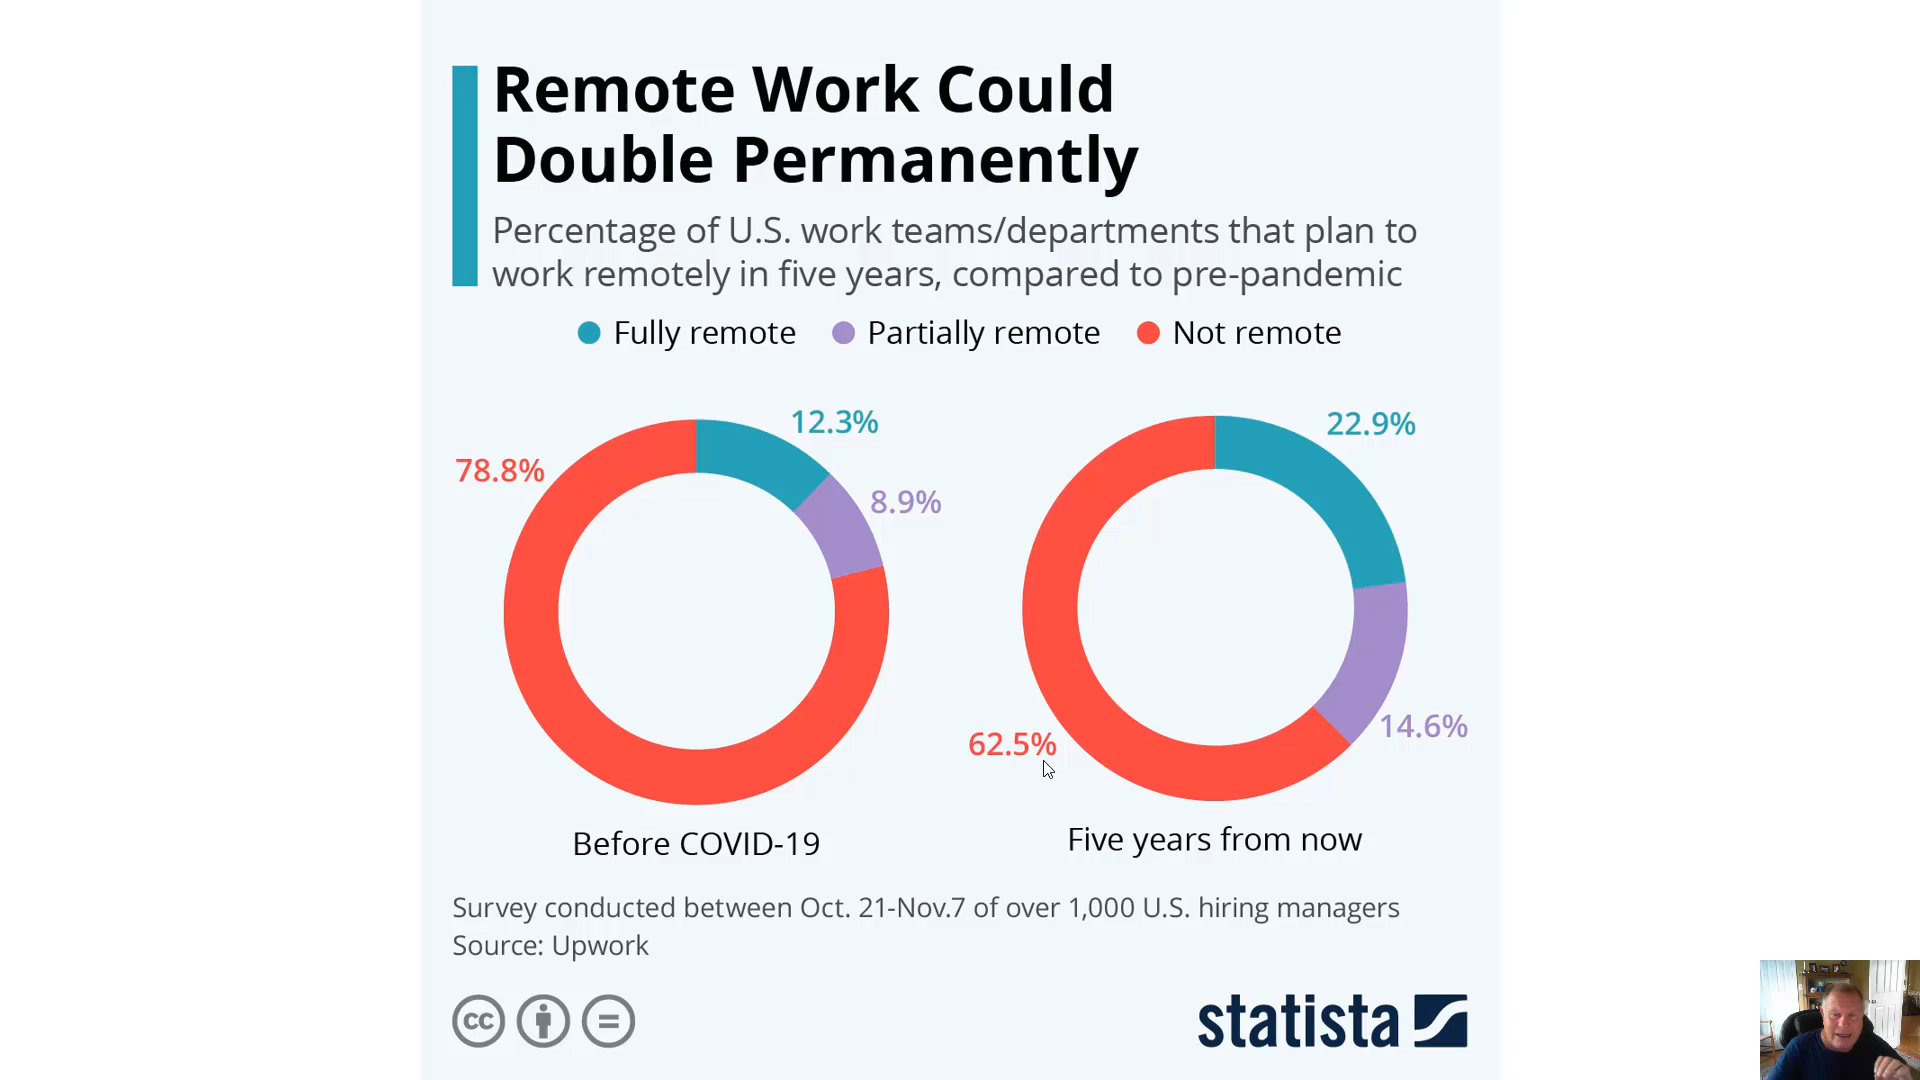 Remote Work Could
Double Permanently
Percentage of U.S. work teams/departments that plan to
work remotely in five years, compared to pre-pandemic
Fully remote Partially remote Not remote
12.3%
78.8%
8.9%
Before COVID-19
22.9%
14.6%
62.5%
Five years from now
Survey conducted between Oct. 21-Nov.7 of over 1,000 U.S. hiring managers
Source: Upwork
cc
statista